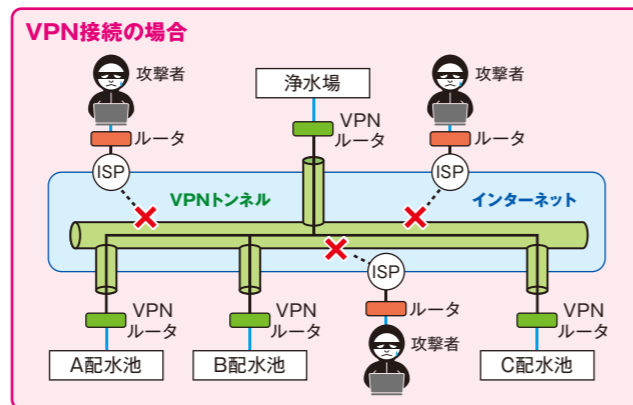 VPN接続の場合
攻撃者
ルータ
ISP
浄水場
VPN
ルータ
攻撃者
ルータ
ISP
VPNトンネル
インターネット
ISP
ルータ
攻撃者
VPN
ルータ
A配水池
VPN
ルータ
B配水池
VPN
ルータ
C配水池